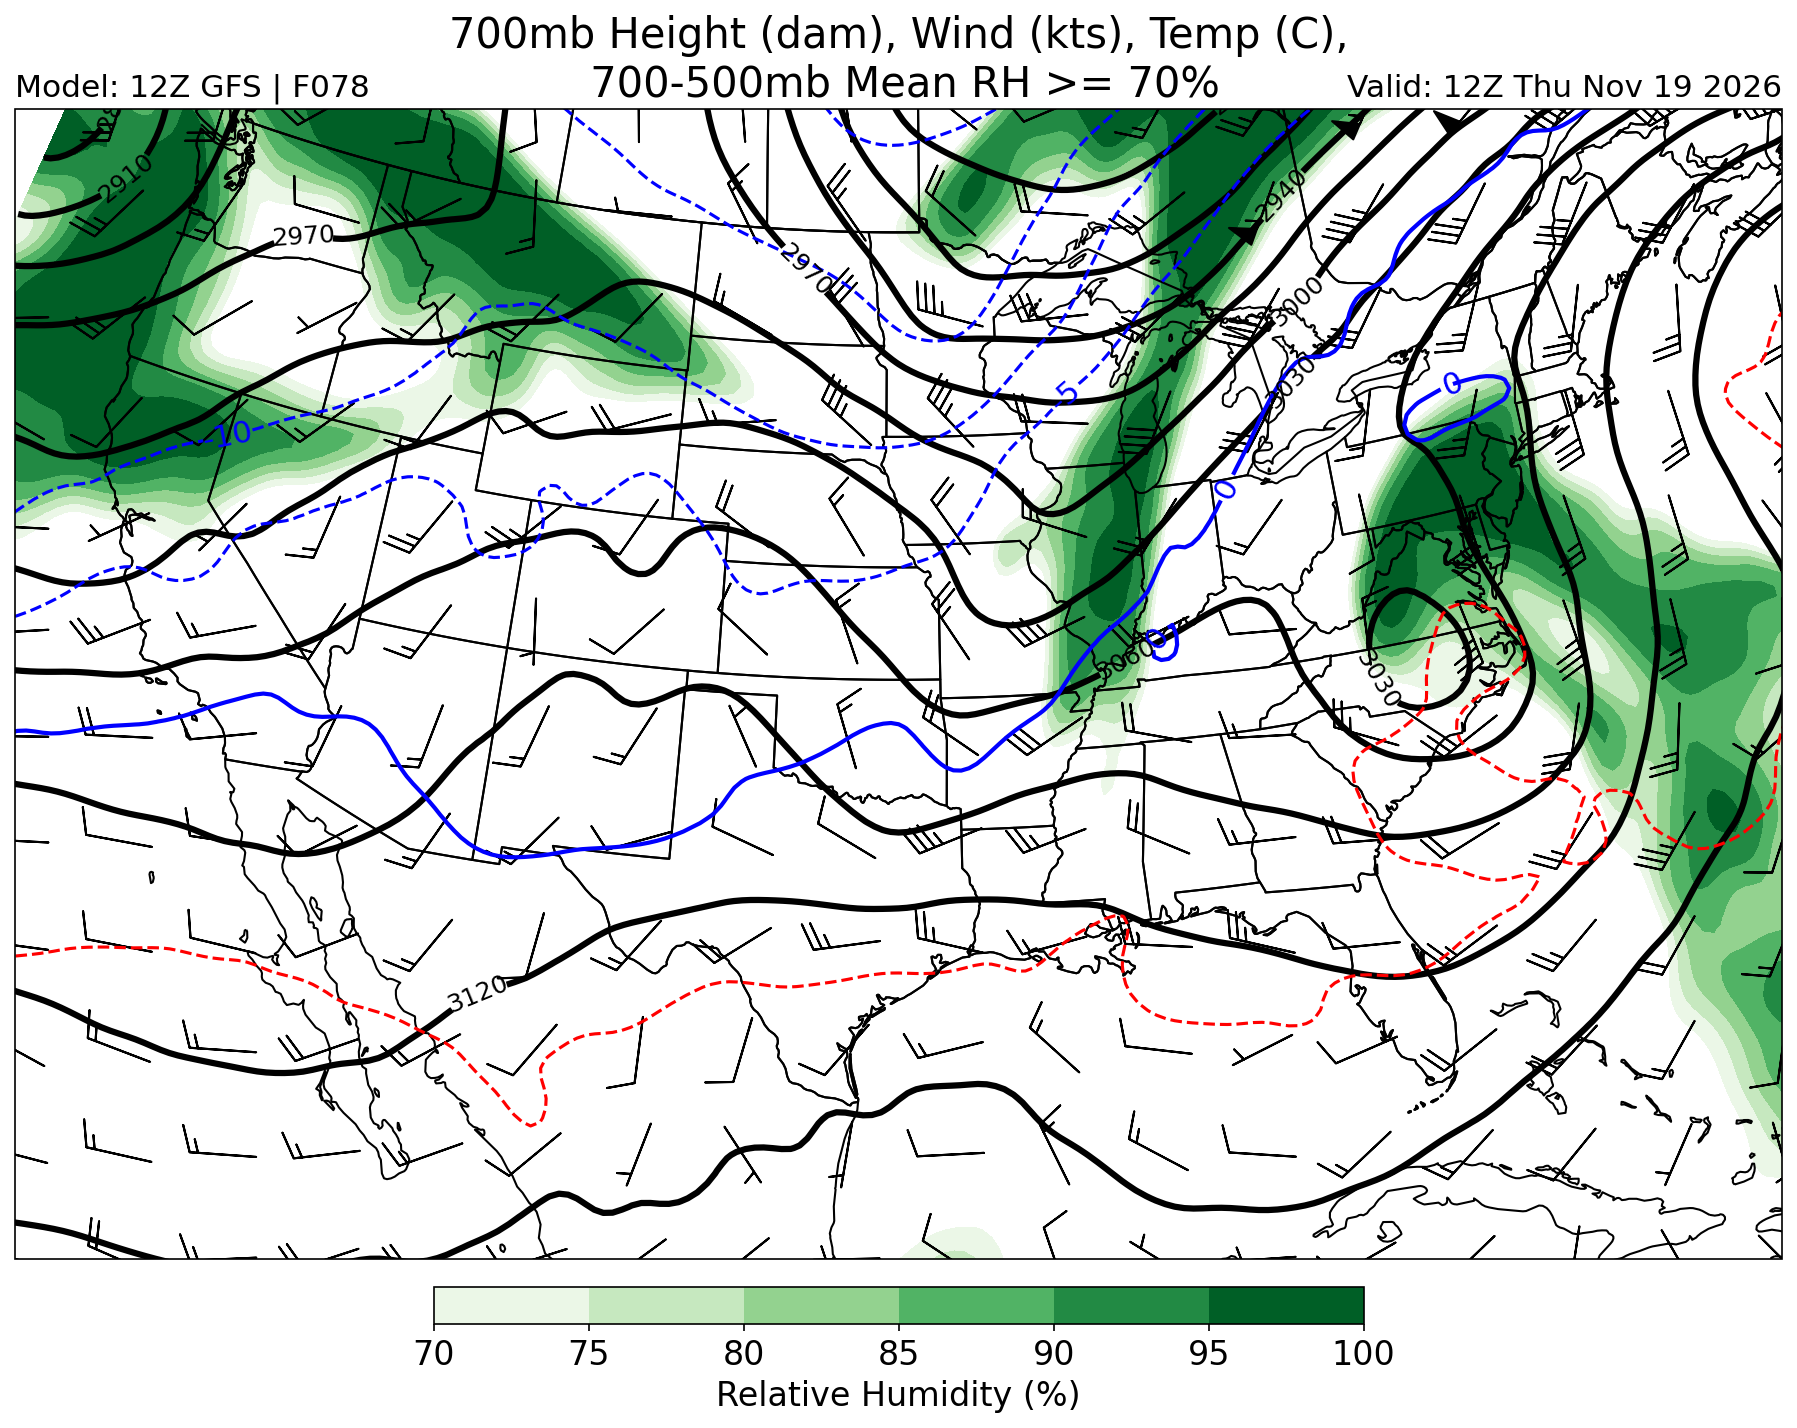 700mb Height (dam), Wind (kts), Temp (C),
700-500mb Mean RH >= 70%
Model: 12Z GFS | F078
Valid: 12Z Thu Nov 19 2026
2910
2970
2970
2940
3000
3030
5
0
-10
0
0
3060
3030
3120
70 75 80 85 90 95 100
Relative Humidity (%)